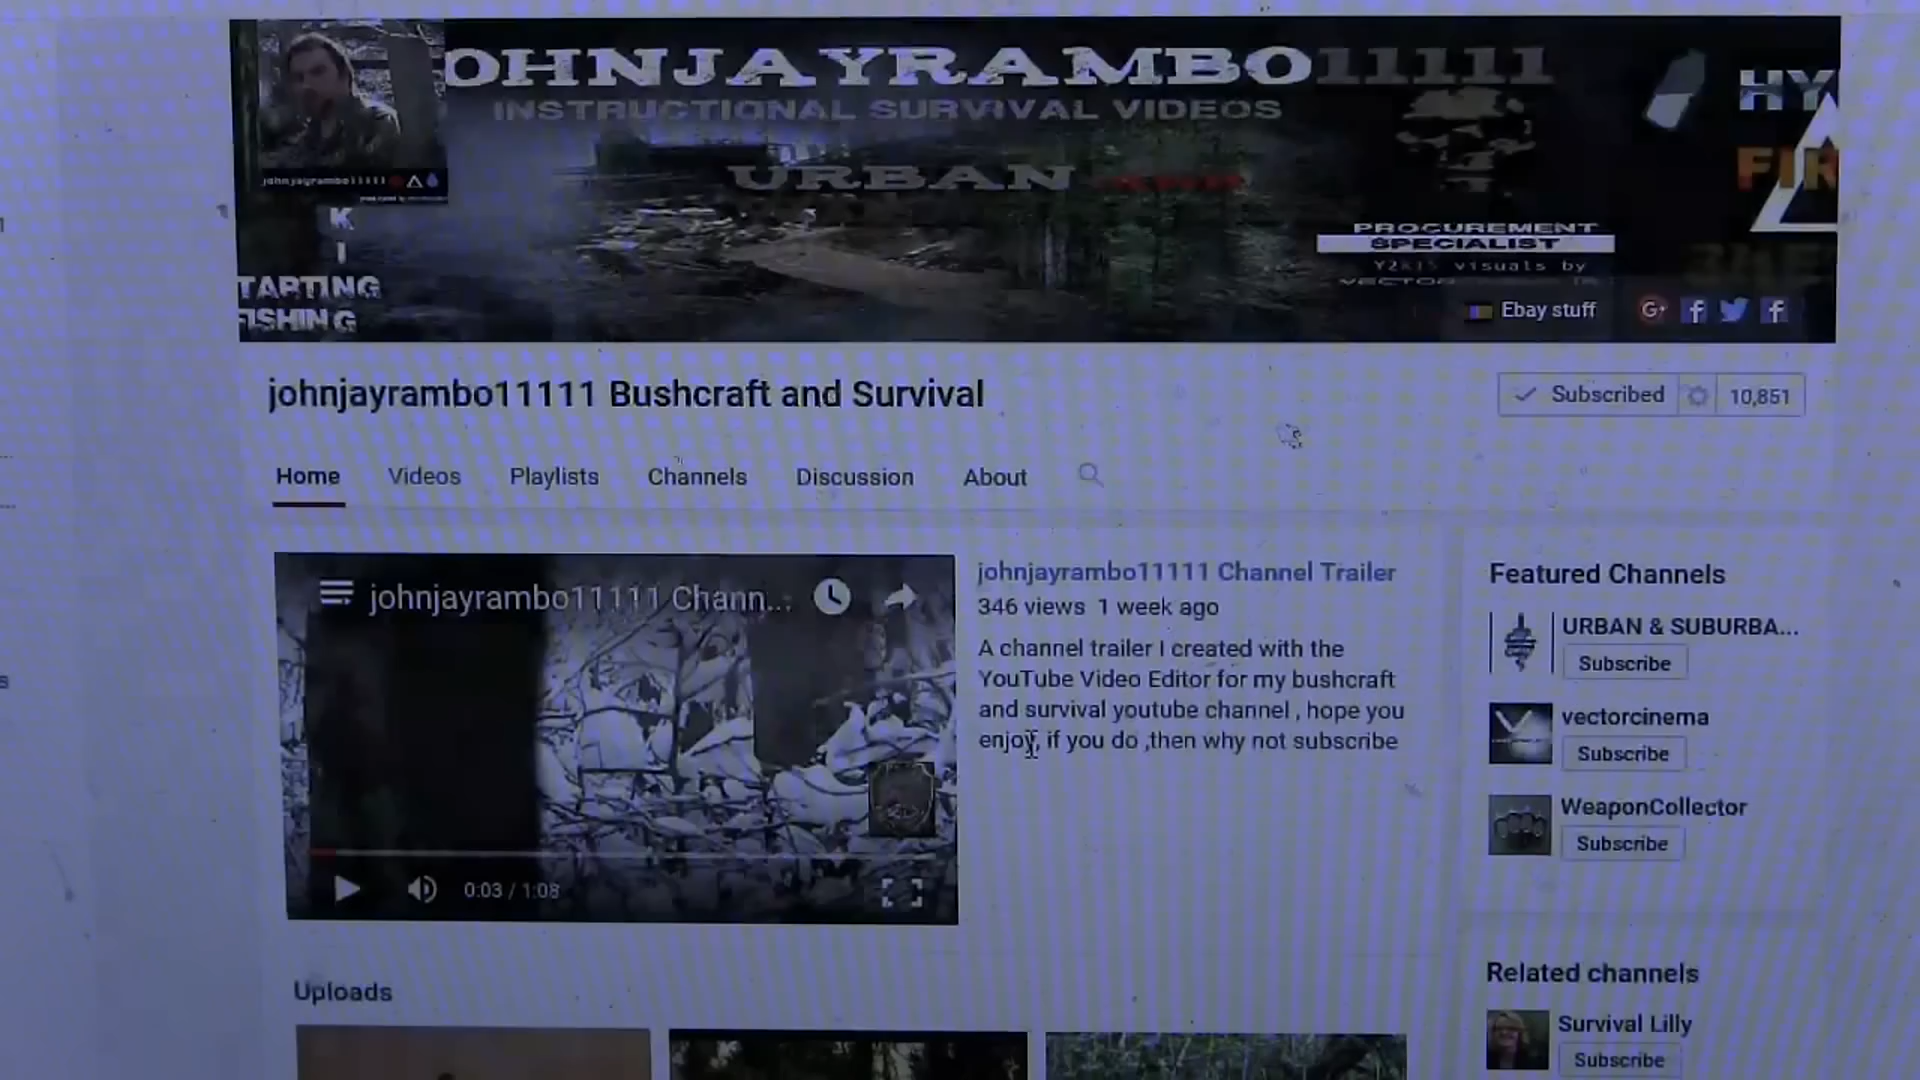 OHNJAYRAMBO11111
INSTRUCTIONAL SURVIVAL VIDEOS
URBAN
johnjayrambo11111
K
I
TARTING
FISHING
HY
FIR
PROCUREMENT
SPECIALIST
Y2K15 visuals by
VECTOR
Ebay stuff
G+
johnjayrambo11111 Bushcraft and Survival
Subscribed 10,851
Home Videos Playlists Channels Discussion About
johnjayrambo11111 Chann...
0:03 / 1:08
johnjayrambo11111 Channel Trailer
346 views 1 week ago
A channel trailer I created with the
YouTube Video Editor for my bushcraft
and survival youtube channel , hope you
enjoy, if you do ,then why not subscribe
Featured Channels
URBAN & SUBURBA...
Subscribe
vectorcinema
Subscribe
WeaponCollector
Subscribe
Related channels
Survival Lilly
Subscribe
Uploads